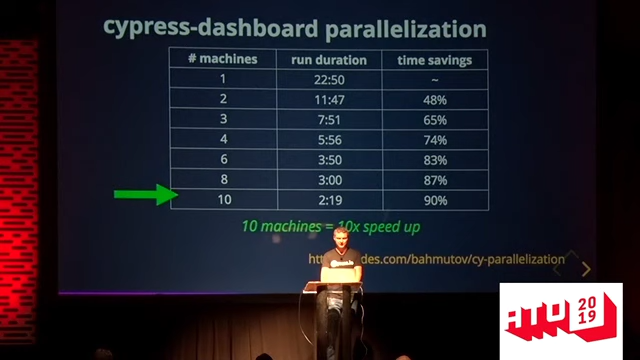 cypress-dashboard parallelization
# machines run duration time savings
1 22:50 ~
2 11:47 48%
3 7:51 65%
4 5:56 74%
6 3:50 83%
8 3:00 87%
10 2:19 90%
10 machines = 10x speed up
des.com/bahmutov/cy-parallelization
ATO 2019